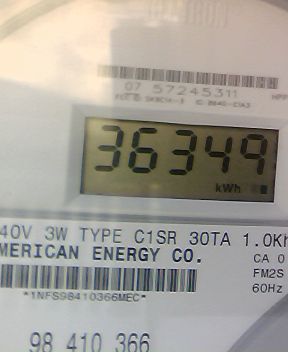 07 57245311
36349
kWh
40V 3W TYPE C1SR 30TA 1.0Kh
MERICAN ENERGY CO.
CA 0
FM2S
60Hz
*1NFS98410366MEC*
98 410 366